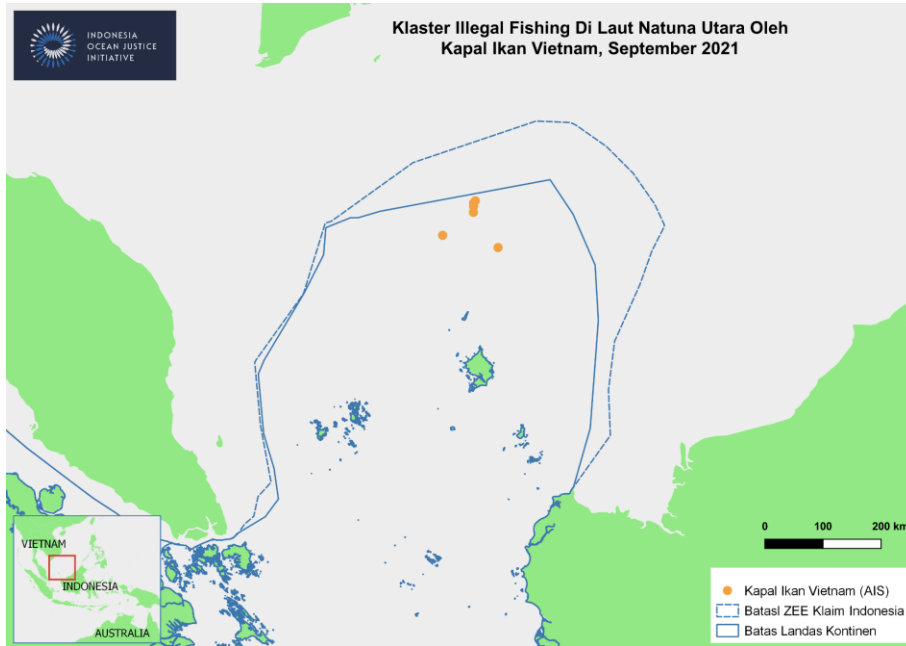 INDONESIA
OCEAN JUSTICE
INITIATIVE
Klaster Illegal Fishing Di Laut Natuna Utara Oleh
Kapal Ikan Vietnam, September 2021
VIETNAM
INDONESIA
AUSTRALIA
0 100 200 km
Kapal Ikan Vietnam (AIS)
Batasl ZEE Klaim Indonesia
Batas Landas Kontinen